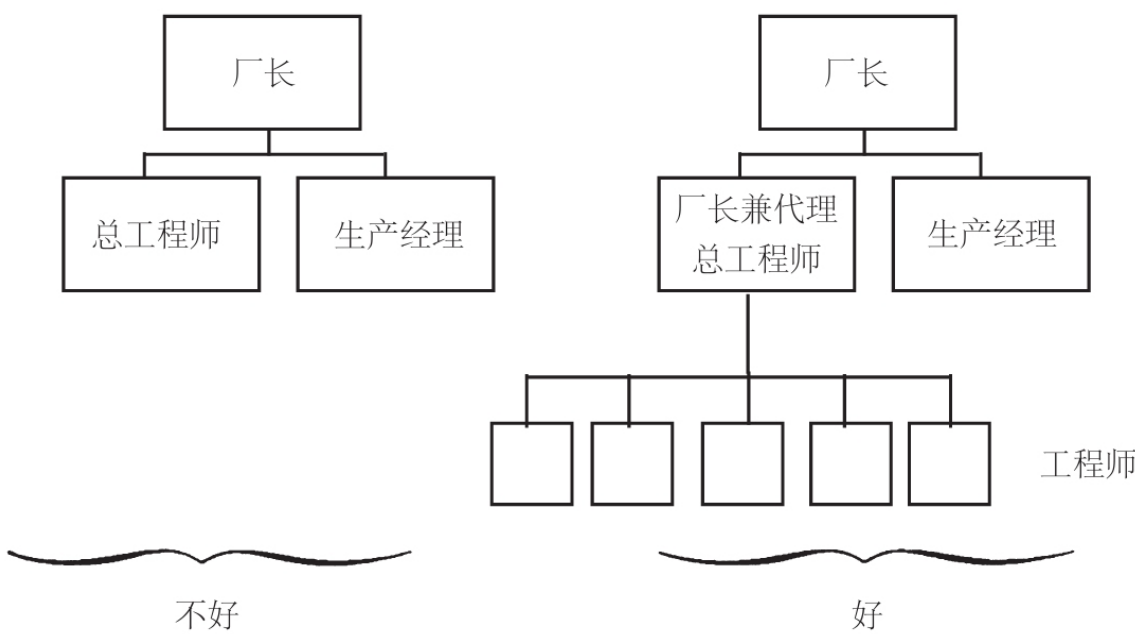 厂长
总工程师
生产经理
不好
厂长
厂长兼代理
总工程师
生产经理
工程师
好